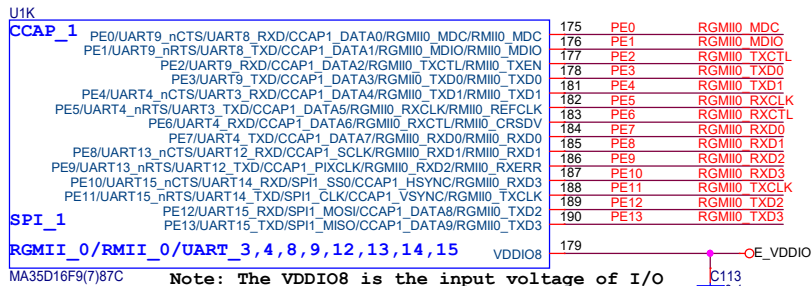 U1K
CCAP_1
PE0/UART9_nCTS/UART8_RXD/CCAP1_DATA0/RGMII0_MDC/RMII0_MDC 175 PE0 RGMII0_MDC
PE1/UART9_nRTS/UART8_TXD/CCAP1_DATA1/RGMII0_MDIO/RMII0_MDIO 176 PE1 RGMII0_MDIO
PE2/UART9_RXD/CCAP1_DATA2/RGMII0_TXCTL/RMII0_TXEN 177 PE2 RGMII0_TXCTL
PE3/UART9_TXD/CCAP1_DATA3/RGMII0_TXD0/RMII0_TXD0 178 PE3 RGMII0_TXD0
PE4/UART4_nCTS/UART3_RXD/CCAP1_DATA4/RGMII0_TXD1/RMII0_TXD1 181 PE4 RGMII0_TXD1
PE5/UART4_nRTS/UART3_TXD/CCAP1_DATA5/RGMII0_RXCLK/RMII0_REFCLK 182 PE5 RGMII0_RXCLK
PE6/UART4_RXD/CCAP1_DATA6/RGMII0_RXCTL/RMII0_CRSDV 183 PE6 RGMII0_RXCTL
PE7/UART4_TXD/CCAP1_DATA7/RGMII0_RXD0/RMII0_RXD0 184 PE7 RGMII0_RXD0
PE8/UART13_nCTS/UART12_RXD/CCAP1_SCLK/RGMII0_RXD1/RMII0_RXD1 185 PE8 RGMII0_RXD1
PE9/UART13_nRTS/UART12_TXD/CCAP1_PIXCLK/RGMII0_RXD2/RMII0_RXERR 186 PE9 RGMII0_RXD2
PE10/UART15_nCTS/UART14_RXD/SPI1_SS0/CCAP1_HSYNC/RGMII0_RXD3 187 PE10 RGMII0_RXD3
PE11/UART15_nRTS/UART14_TXD/SPI1_CLK/CCAP1_VSYNC/RGMII0_TXCLK 188 PE11 RGMII0_TXCLK
PE12/UART15_RXD/SPI1_MOSI/CCAP1_DATA8/RGMII0_TXD2 189 PE12 RGMII0_TXD2
SPI_1 PE13/UART15_TXD/SPI1_MISO/CCAP1_DATA9/RGMII0_TXD3 190 PE13 RGMII0_TXD3
RGMII_0/RMII_0/UART_3,4,8,9,12,13,14,15 VDDIO8 179 E_VDDIO
MA35D16F9(7)87C Note: The VDDIO8 is the input voltage of I/O C113